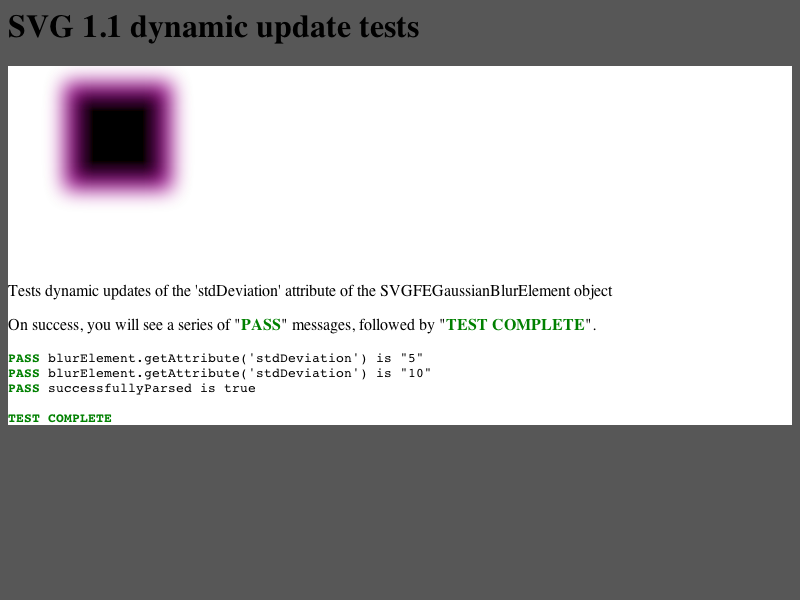 SVG 1.1 dynamic update tests
Tests dynamic updates of the 'stdDeviation' attribute of the SVGFEGaussianBlurElement object
On success, you will see a series of "PASS" messages, followed by "TEST COMPLETE".
PASS blurElement.getAttribute('stdDeviation') is "5"
PASS blurElement.getAttribute('stdDeviation') is "10"
PASS successfullyParsed is true
TEST COMPLETE